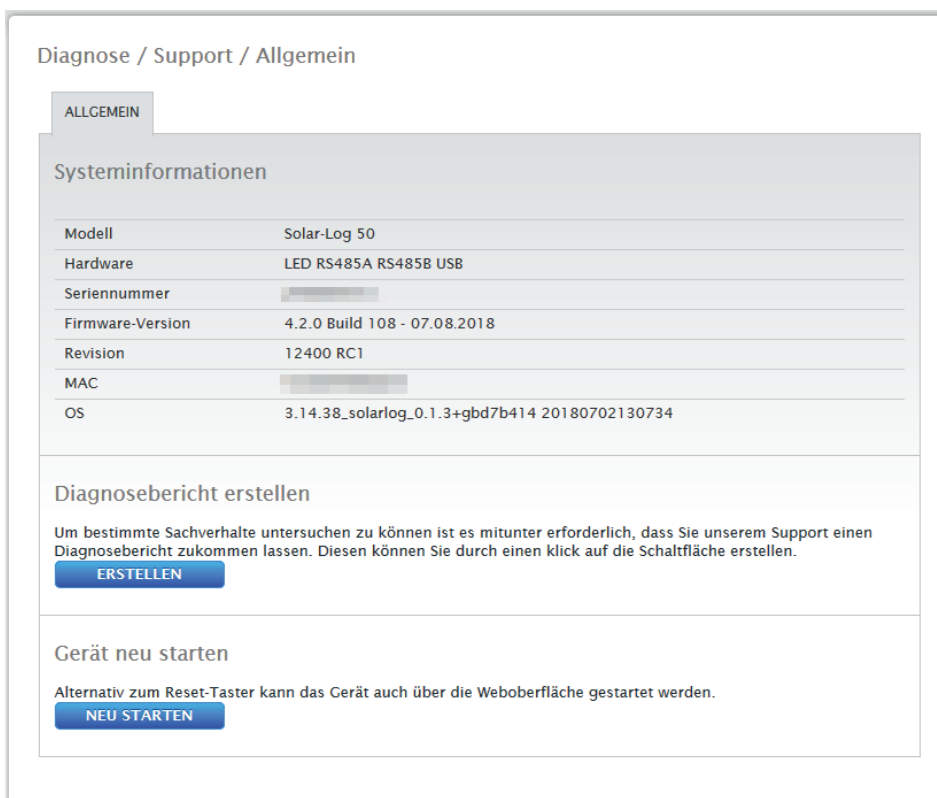 Diagnose / Support / Allgemein
ALLGEMEIN
Systeminformationen
Modell Solar-Log 50
Hardware LED RS485A RS485B USB
Seriennummer
Firmware-Version 4.2.0 Build 108 - 07.08.2018
Revision 12400 RC1
MAC
OS 3.14.38_solarlog_0.1.3+gbd7b414 20180702130734
Diagnosebericht erstellen
Um bestimmte Sachverhalte untersuchen zu können ist es mitunter erforderlich, dass Sie unserem Support einen
Diagnosebericht zukommen lassen. Diesen können Sie durch einen klick auf die Schaltfläche erstellen.
ERSTELLEN
Gerät neu starten
Alternativ zum Reset-Taster kann das Gerät auch über die Weboberfläche gestartet werden.
NEU STARTEN